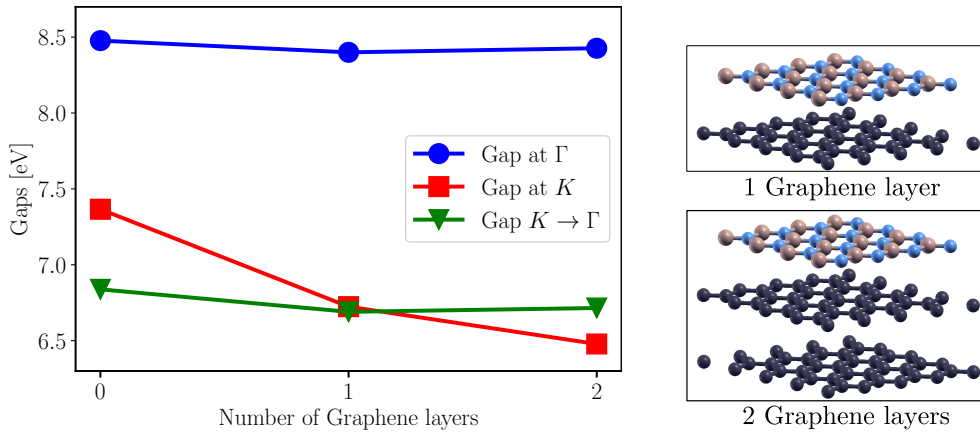 8.5
8.0
7.5
7.0
6.5
Gaps [eV]
Gap at Γ
Gap at K
Gap K → Γ
0 1 2
Number of Graphene layers
1 Graphene layer
2 Graphene layers